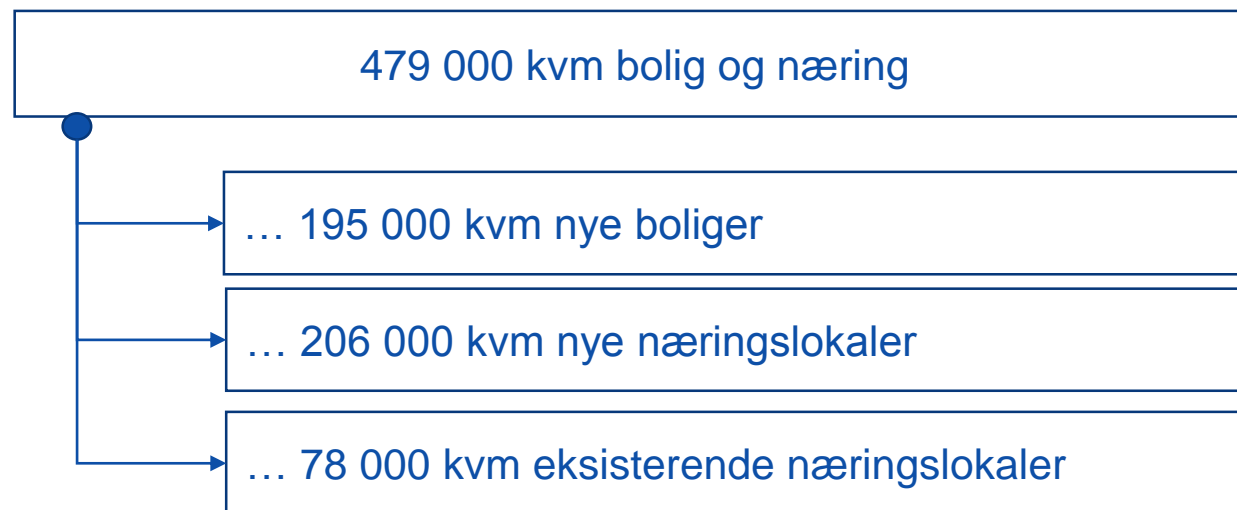 479 000 kvm bolig og næring
… 195 000 kvm nye boliger
… 206 000 kvm nye næringslokaler
… 78 000 kvm eksisterende næringslokaler